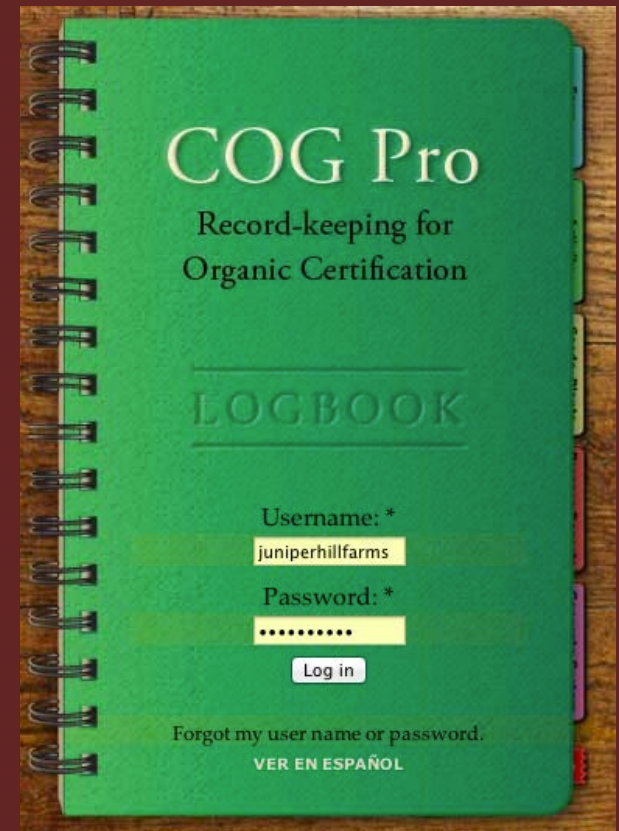 COG Pro
Record-keeping for
Organic Certification
LOGBOOK
Username: *
juniperhillfarms
Password: *
••••••••••
Log in
Forgot my user name or password.
VER EN ESPAÑOL